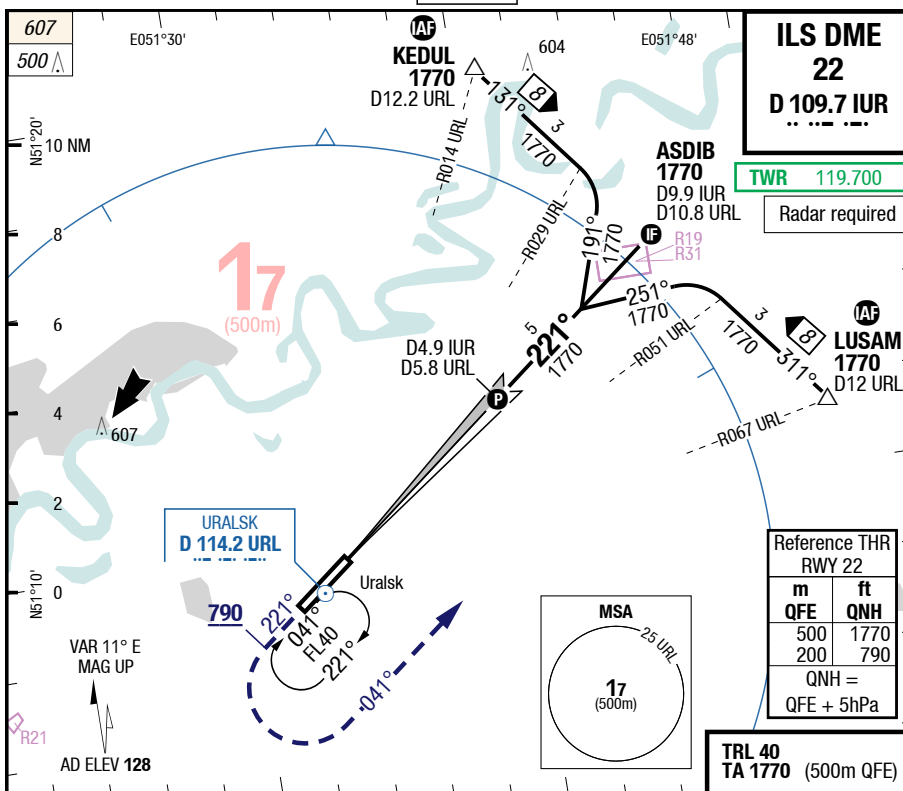 607
500
E051°30'
IAF
KEDUL
1770
D12.2 URL
604
E051°48'
ILS DME
22
D 109.7 IUR
N51°20'
10 NM
R014 URL
131°
8
3
1770
ASDIB
1770
D9.9 IUR
D10.8 URL
TWR 119.700
Radar required
8
R029 URL
191°
1770
IF
R19
R31
17
(500m)
6
251°
1770
3
1770
8
311°
IAF
LUSAM
1770
D12 URL
D4.9 IUR
D5.8 URL
P
5
221°
1770
R051 URL
R067 URL
4
607
2
URALSK
D 114.2 URL
Uralsk
N51°10'
0
790
221°
041°
FL40
221°
041°
VAR 11° E
MAG UP
R21
AD ELEV 128
MSA
25 URL
17
(500m)
Reference THR
RWY 22
m ft
QFE QNH
500 1770
200 790
QNH =
QFE + 5hPa
TRL 40
TA 1770 (500m QFE)